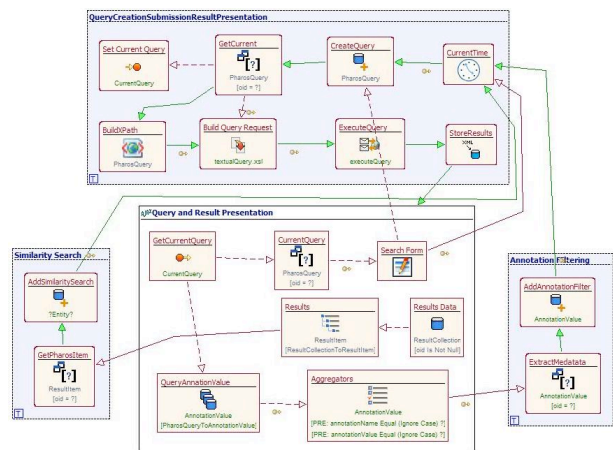 QueryCreationSubmissionResultPresentation
Set Current Query
CurrentQuery
GetCurrent
PharosQuery
[oid = ?]
CreateQuery
PharosQuery
CurrentTime
BuildXPath
PharosQuery
Build Query Request
textualQuery.xsl
ExecuteQuery
executeQuery
StoreResults
XML
T
Query and Result Presentation
GetCurrentQuery
CurrentQuery
CurrentQuery
PharosQuery
[oid = ?]
Search Form
Similarity Search
AddSimilaritySearch
?Entity?
GetPharosItem
ResultItem
[oid = ?]
T
Results
ResultItem
[ResultCollectionToResultItem]
Results Data
ResultCollection
[oid Is Not Null]
QueryAnnationValue
AnnotationValue
[PharosQueryToAnnotationValue]
Aggregators
AnnotationValue
[PRE: annotationName Equal (Ignore Case) ?]
[PRE: annotationValue Equal (Ignore Case) ?]
Annotation Filtering
AddAnnotationFilter
AnnotationValue
ExtractMedatata
AnnotationValue
[oid = ?]
T